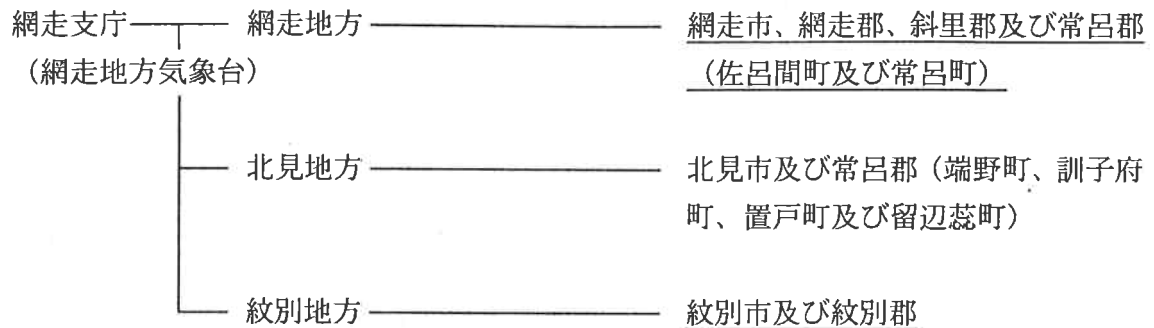 網走支庁 網走地方 網走市、網走郡、斜里郡及び常呂郡
(網走地方気象台) (佐呂間町及び常呂町)
北見地方 北見市及び常呂郡(端野町、訓子府
町、置戸町及び留辺蘂町)
紋別地方 紋別市及び紋別郡